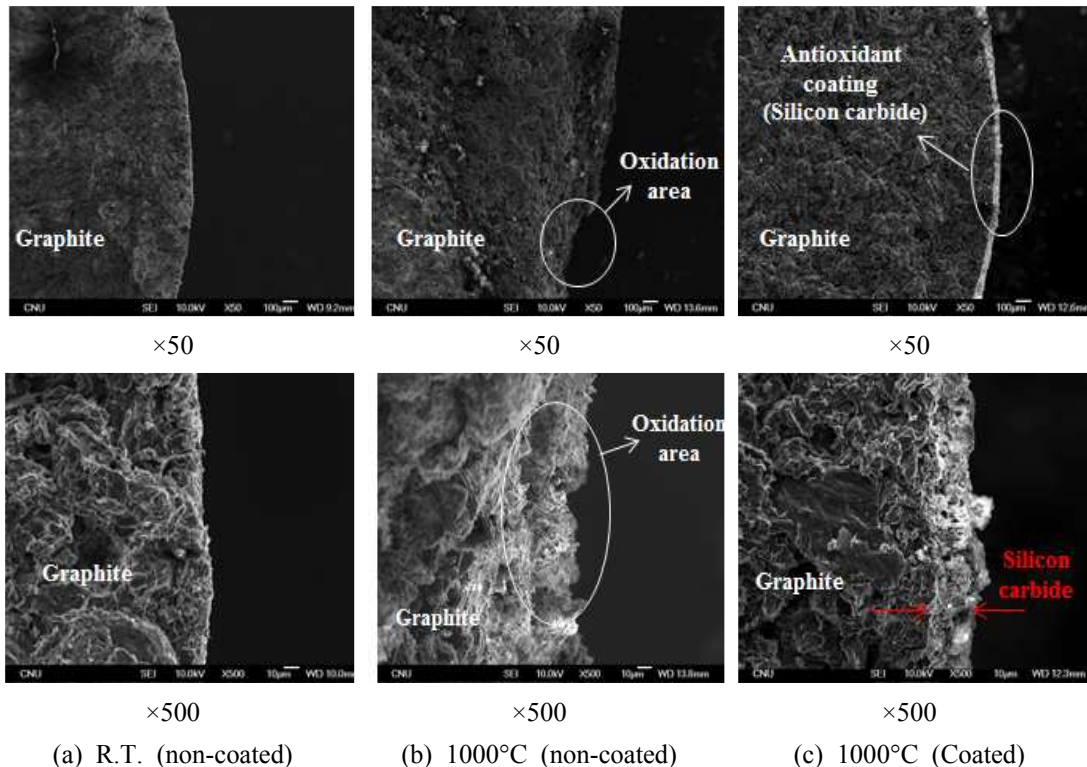 Graphite
CNU SEI 10.0kV X50 100μm WD 9.2mm
Oxidation
area
Graphite
CNU SEI 10.0kV X50 100μm WD 13.6mm
Antioxidant
coating
(Silicon carbide)
Graphite
CNU SEI 10.0kV X50 100μm WD 12.6mm
×50
×50
×50
Graphite
CNU SEI 10.0kV X500 10μm WD 10.0mm
Oxidation
area
Graphite
CNU SEI 10.0kV X500 10μm WD 13.8mm
Silicon
carbide
Graphite
CNU SEI 10.0kV X500 10μm WD 12.3mm
×500
×500
×500
(a) R.T. (non-coated)
(b) 1000°C (non-coated)
(c) 1000°C (Coated)